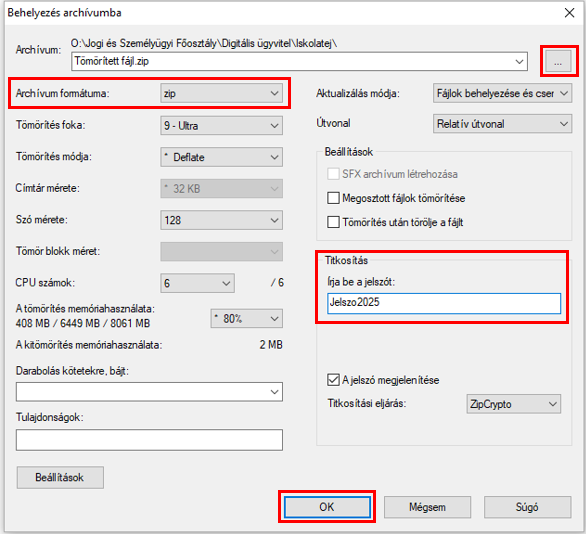 Behelyezés archívumba
Archívum:
O:\Jogi és Személyügyi Főosztály\Digitális ügyvitel\Iskolatej\
Tömörített fájl.zip
...
Archívum formátuma:
zip
Tömörítés foka:
9 - Ultra
Tömörítés módja:
* Deflate
Címtár mérete:
* 32 KB
Szó mérete:
128
Tömör blokk méret:
CPU számok:
6
/ 6
A tömörítés memóriahasználata:
408 MB / 6449 MB / 8061 MB
* 80%
A kitömörítés memóriahasználata:
2 MB
Darabolás kötetekre, bájt:
Tulajdonságok:
Beállítások
Aktualizálás módja:
Fájlok behelyezése és cser
Útvonal
Relatív útvonal
Beállítások
SFX archívum létrehozása
Megosztott fájlok tömörítése
Tömörítés után törölje a fájlt
Titkosítás
Írja be a jelszót:
Jelszo2025
A jelszó megjelenítése
Titkosítási eljárás:
ZipCrypto
OK
Mégsem
Súgó